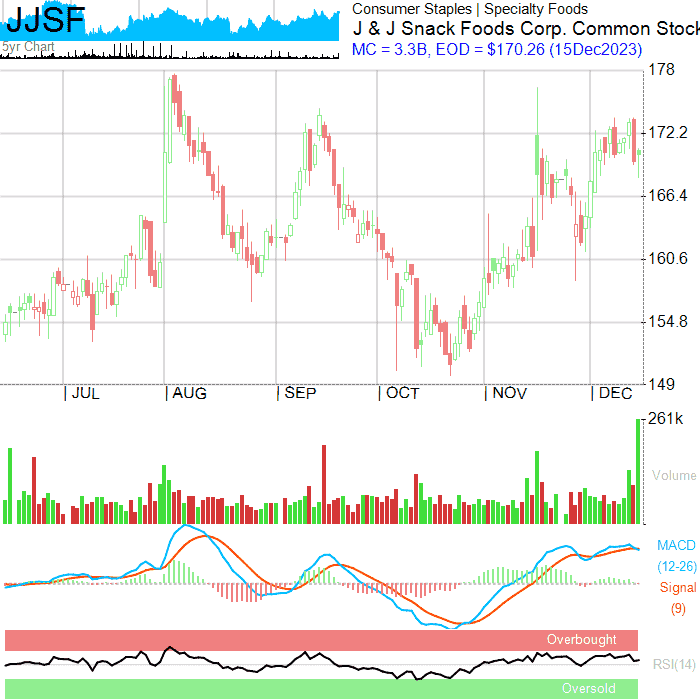 JJSF
5yr Chart
Consumer Staples | Specialty Foods
J & J Snack Foods Corp. Common Stoc
MC = 3.3B, EOD = $170.26 (15Dec2023)
178
172.2
166.4
160.6
154.8
149
JUL
AUG
SEP
OCT
NOV
DEC
261k
Volume
MACD
(12-26)
Signal
(9)
Overbought
RSI(14)
Oversold